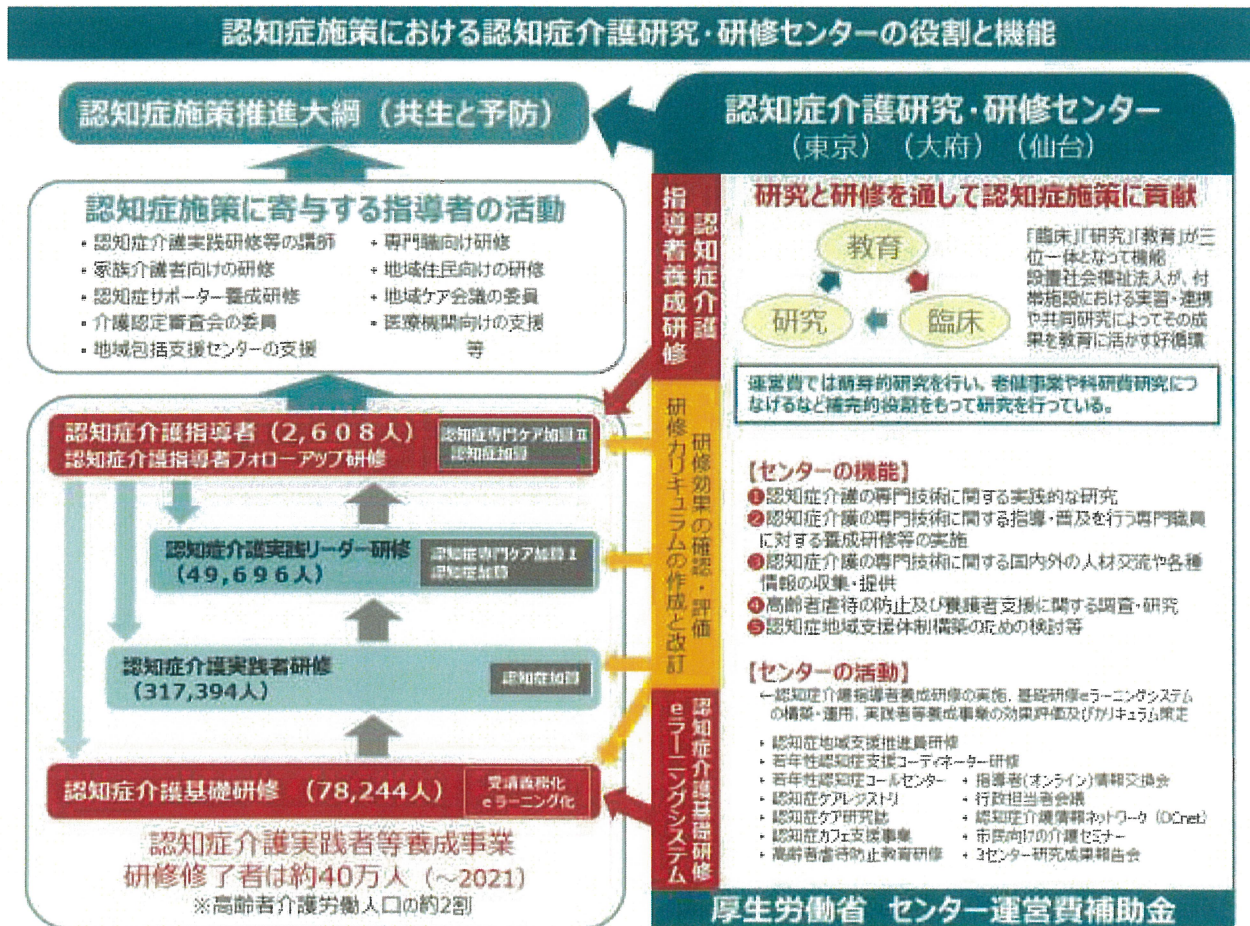 認知症施策における認知症介護研究・研修センターの役割と機能
認知症施策推進大綱（共生と予防）
認知症施策に寄与する指導者の活動
・認知症介護実践研修等の講師
・家族介護者向けの研修
・認知症サポーター養成研修
・介護認定審査会の委員
・地域包括支援センターの支援
・専門職向け研修
・地域住民向けの研修
・地域ケア会議の委員
・医療機関向けの支援
等
認知症介護指導者（2,608人）
認知症介護指導者フォローアップ研修
認知症専門ケア加算Ⅱ
認知症加算
認知症介護実践リーダー研修
（49,696人）
認知症専門ケア加算Ⅰ
認知症加算
認知症介護実践者研修
（317,394人）
認知症加算
認知症介護基礎研修（78,244人）
受講義務化
eラーニング化
認知症介護実践者等養成事業
研修修了者は約40万人（～2021）
※高齢者介護労働人口の約2割
認知症介護
指導者養成研修
研修効果の確認・評価
研修カリキュラムの作成と改訂
認知症介護基礎研修
eラーニングシステム
認知症介護研究・研修センター
（東京）（大府）（仙台）
研究と研修を通して認知症施策に貢献
教育
研究
臨床
「臨床」「研究」「教育」が三
位一体となって機能
設置社会福祉法人が、付
帯施設における実習・連携
や共同研究によってその成
果を教育に活かす好循環
運営費では萌芽的研究を行い、老健事業や科研費研究につ
なげるなど補完的役割をもって研究を行っている。
【センターの機能】
❶認知症介護の専門技術に関する実践的な研究
❷認知症介護の専門技術に関する指導・普及を行う専門職員
に対する養成研修等の実施
❸認知症介護の専門技術に関する国内外の人材交流や各種
情報の収集・提供
❹高齢者虐待の防止及び養護者支援に関する調査・研究
❺認知症地域支援体制構築のための検討等
【センターの活動】
←認知症介護指導者養成研修の実施、基礎研修eラーニングシステム
の構築・運用、実践者等養成事業の効果評価及びカリキュラム策定
・認知症地域支援推進員研修
・若年性認知症支援コーディネーター研修
・若年性認知症コールセンター
・認知症ケアレジストリ
・認知症ケア研究誌
・認知症カフェ支援事業
・高齢者虐待防止教育研修
・指導者（オンライン）情報交換会
・行政担当者会議
・認知症介護情報ネットワーク（DCnet）
・市民向けの介護セミナー
・3センター研究成果報告会
厚生労働省 センター運営費補助金